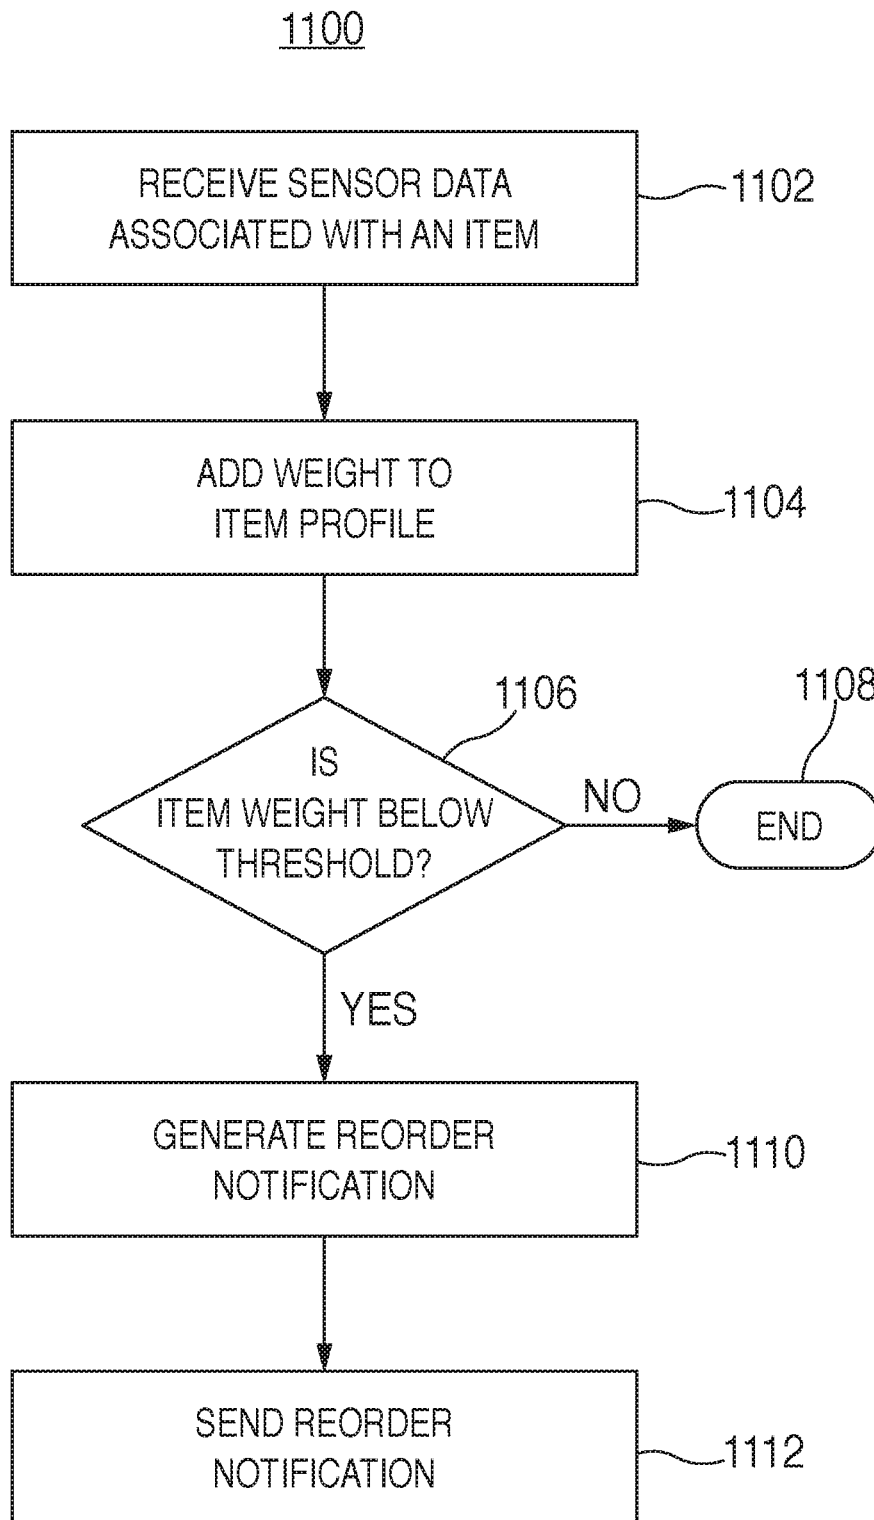 1100
RECEIVE SENSOR DATA
ASSOCIATED WITH AN ITEM
1102
ADD WEIGHT TO
ITEM PROFILE
1104
1106
1108
IS
ITEM WEIGHT BELOW
THRESHOLD?
NO
END
YES
GENERATE REORDER
NOTIFICATION
1110
SEND REORDER
NOTIFICATION
1112